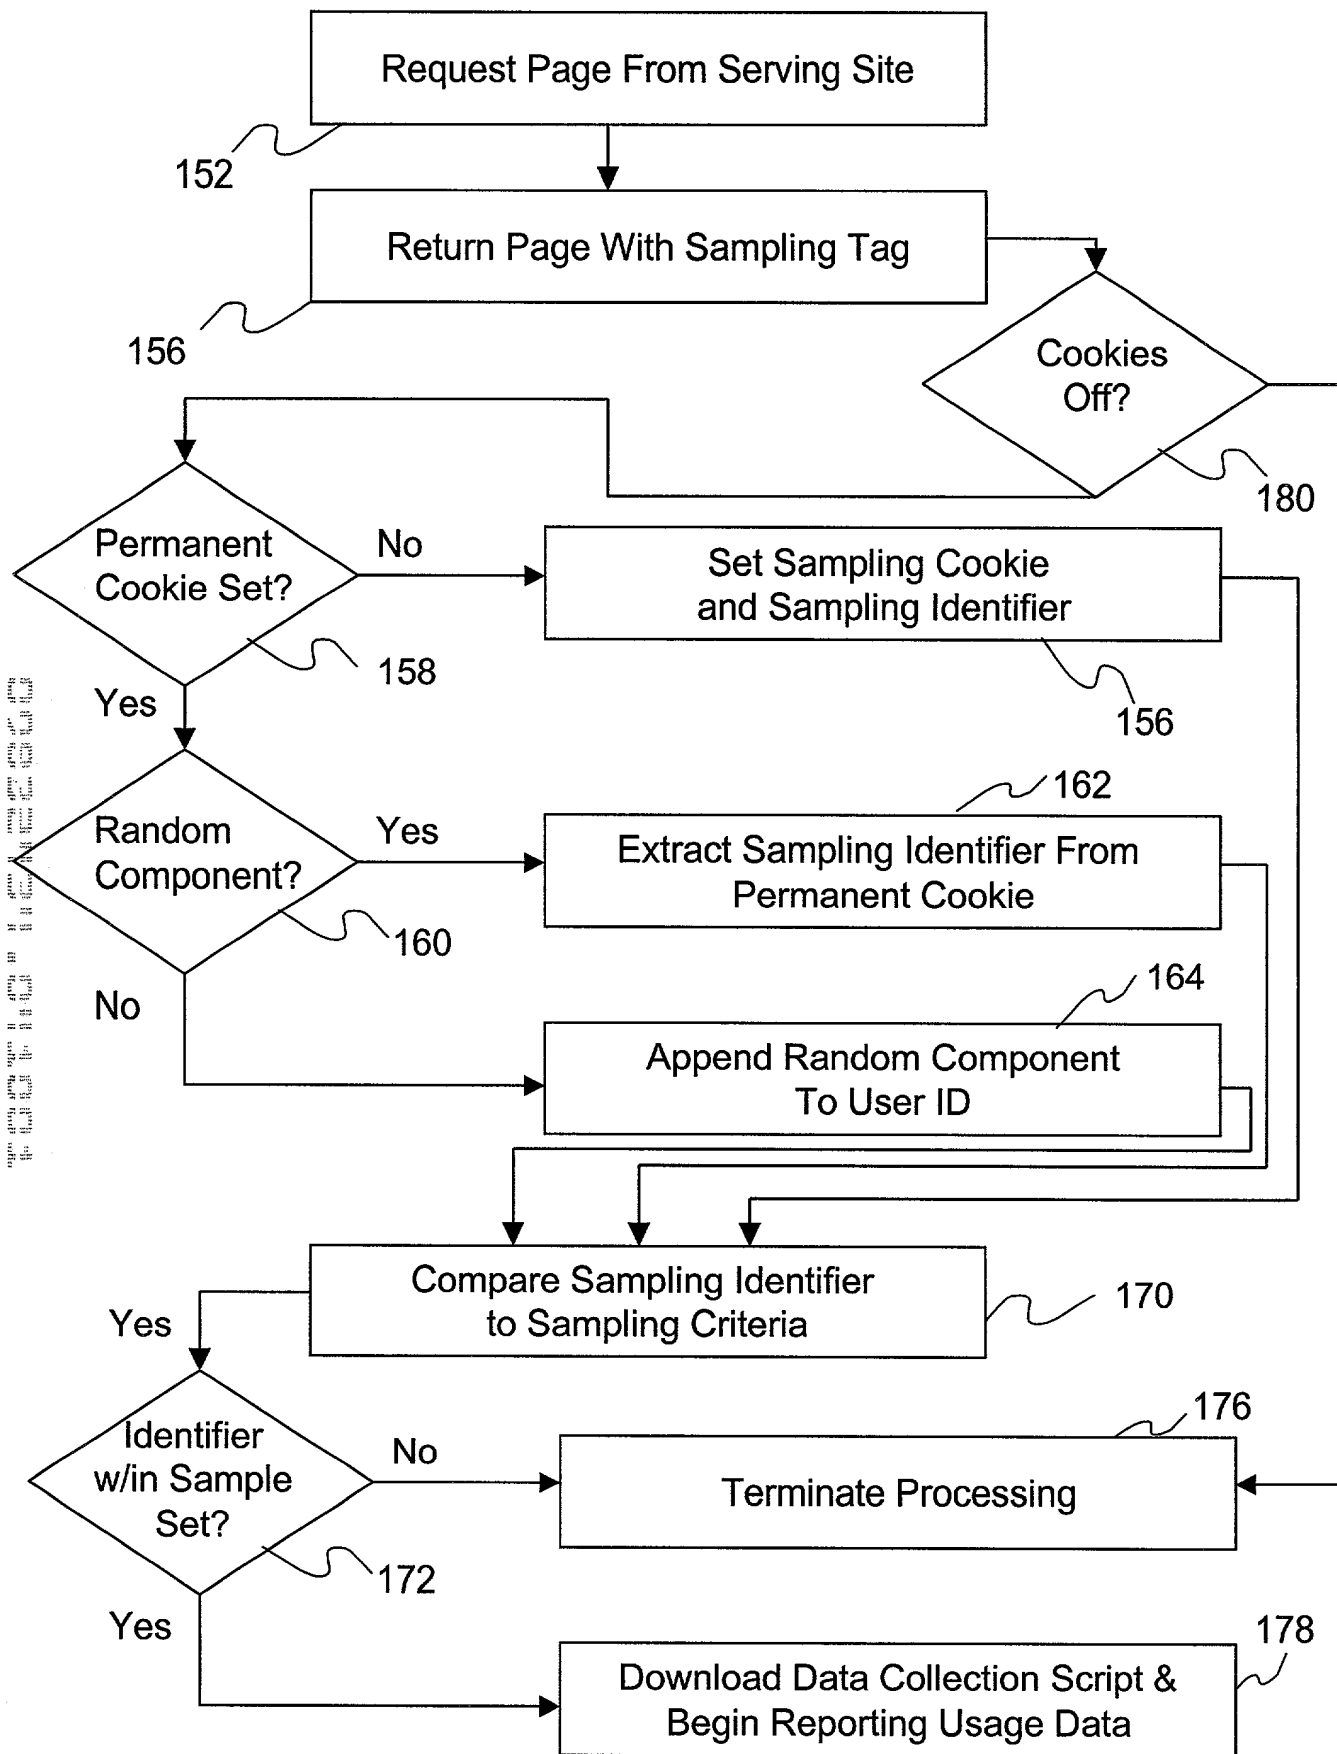 Request Page From Serving Site
152
Return Page With Sampling Tag
156
Cookies
Off?
180
Permanent
Cookie Set?
158
No
Set Sampling Cookie
and Sampling Identifier
156
Yes
Random
Component?
160
Yes
162
Extract Sampling Identifier From
Permanent Cookie
No
164
Append Random Component
To User ID
Compare Sampling Identifier
to Sampling Criteria
170
Yes
Identifier
w/in Sample
Set?
172
No
176
Terminate Processing
Yes
178
Download Data Collection Script &
Begin Reporting Usage Data